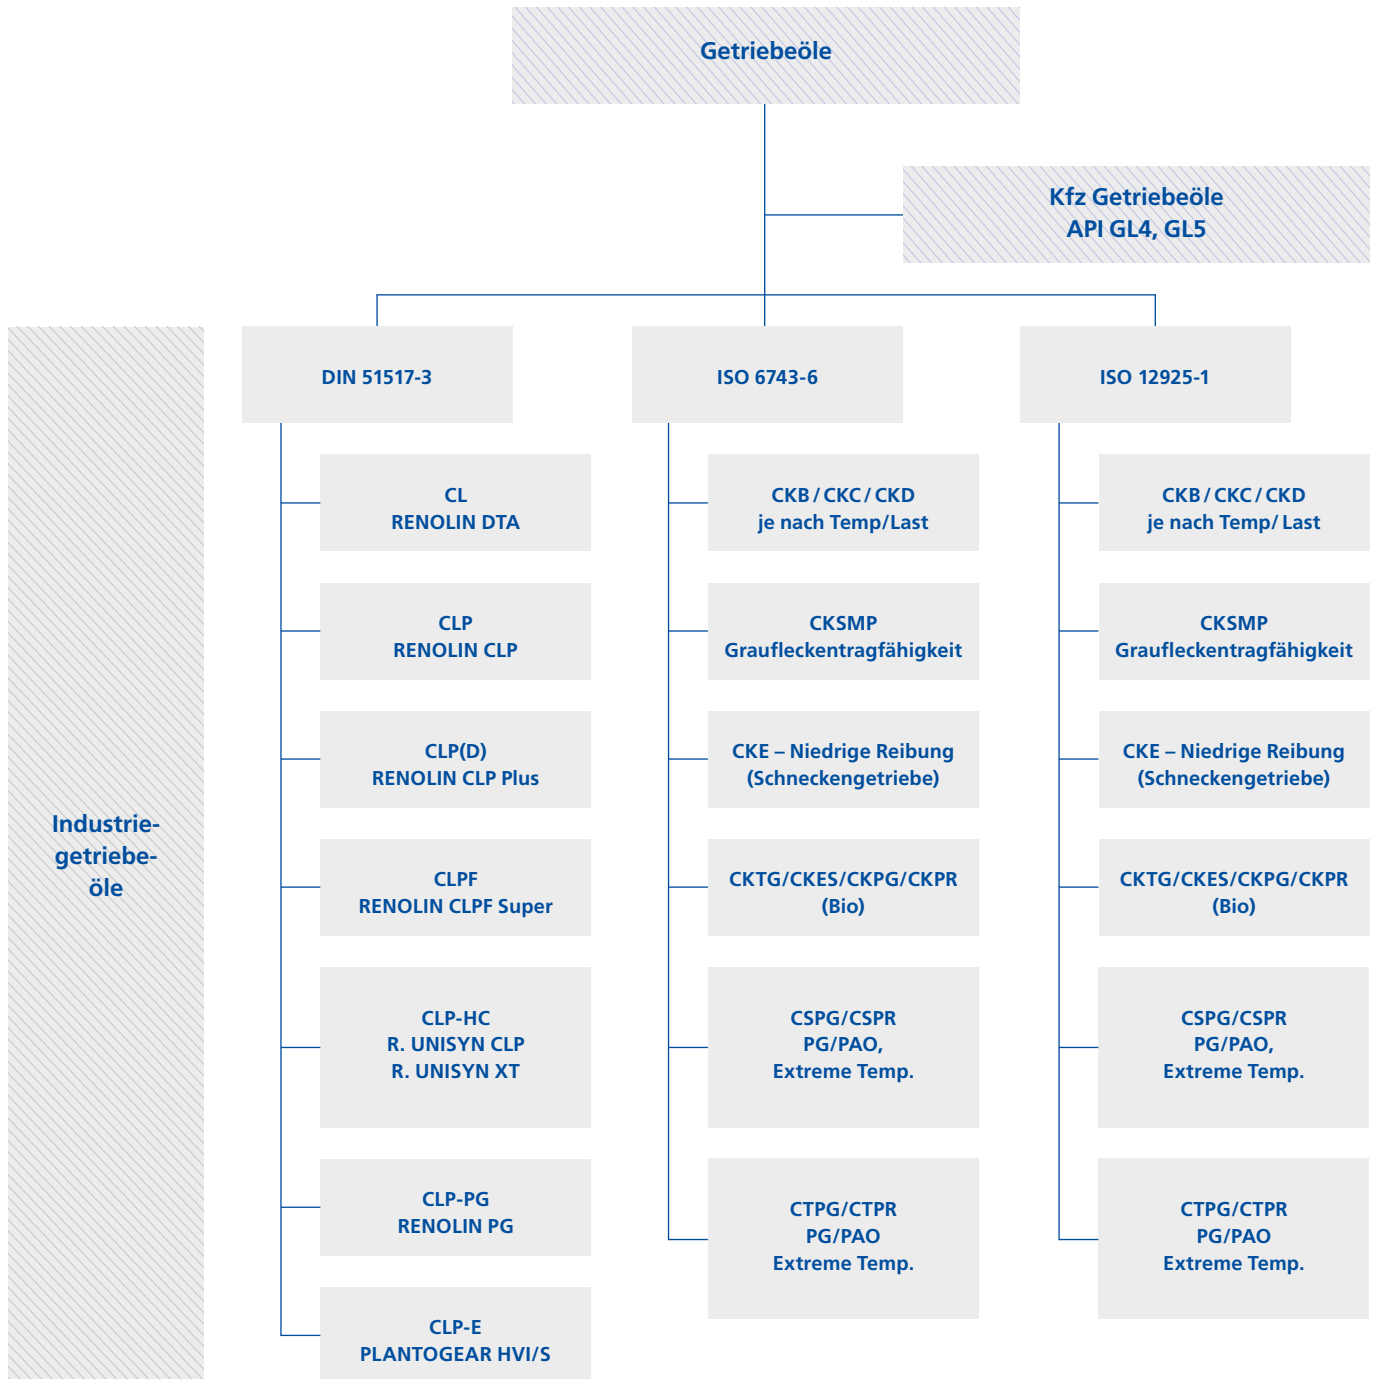 Getriebeöle
Kfz Getriebeöle
API GL4, GL5
Industrie-
getriebe-
öle
DIN 51517-3
CL
RENOLIN DTA
CLP
RENOLIN CLP
CLP(D)
RENOLIN CLP Plus
CLPF
RENOLIN CLPF Super
CLP-HC
R. UNISYN CLP
R. UNISYN XT
CLP-PG
RENOLIN PG
CLP-E
PLANTOGEAR HVI/S
ISO 6743-6
CKB / CKC / CKD
je nach Temp/Last
CKSMP
Graufleckentragfähigkeit
CKE – Niedrige Reibung
(Schneckengetriebe)
CKTG/CKES/CKPG/CKPR
(Bio)
CSPG/CSPR
PG/PAO,
Extreme Temp.
CTPG/CTPR
PG/PAO
Extreme Temp.
ISO 12925-1
CKB / CKC / CKD
je nach Temp/ Last
CKSMP
Graufleckentragfähigkeit
CKE – Niedrige Reibung
(Schneckengetriebe)
CKTG/CKES/CKPG/CKPR
(Bio)
CSPG/CSPR
PG/PAO,
Extreme Temp.
CTPG/CTPR
PG/PAO
Extreme Temp.